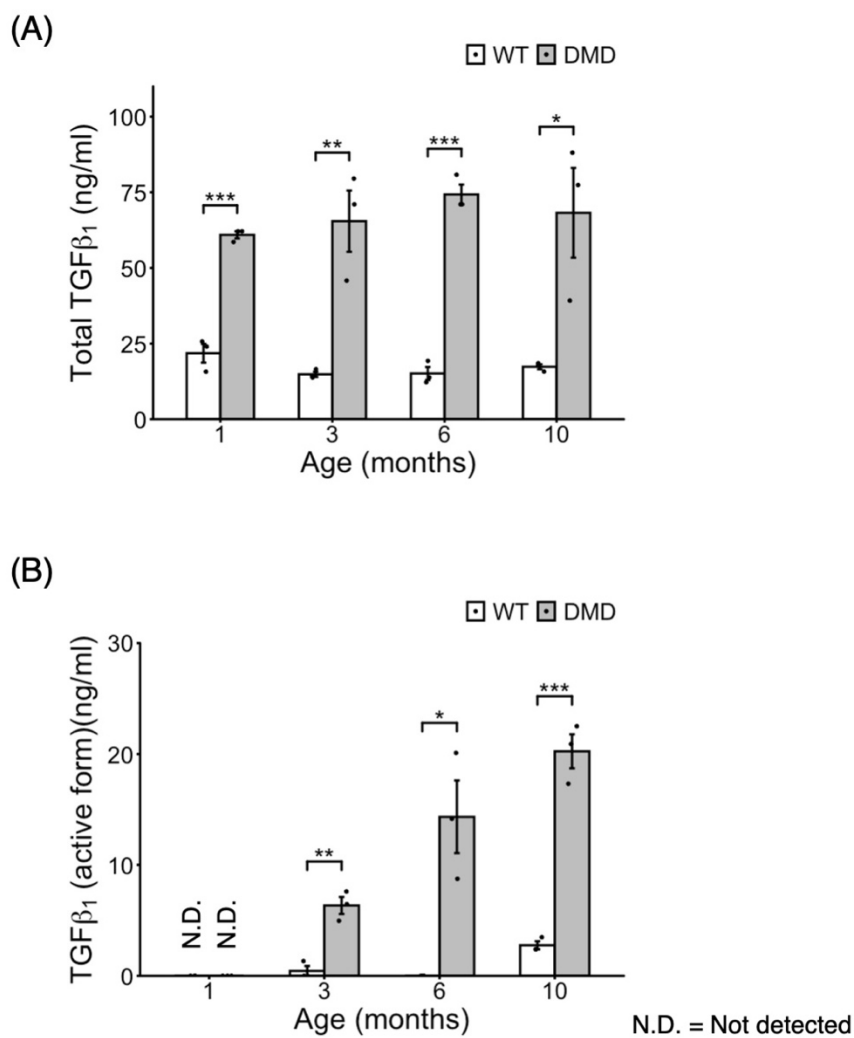 (A)
WT DMD
Total TGFβ₁ (ng/ml)
100
75
50
25
0
***
**
***
*
1 3 6 10
Age (months)
(B)
WT DMD
TGFβ₁ (active form)(ng/ml)
30
20
10
0
N.D. N.D.
**
*
***
1 3 6 10
Age (months)
N.D. = Not detected